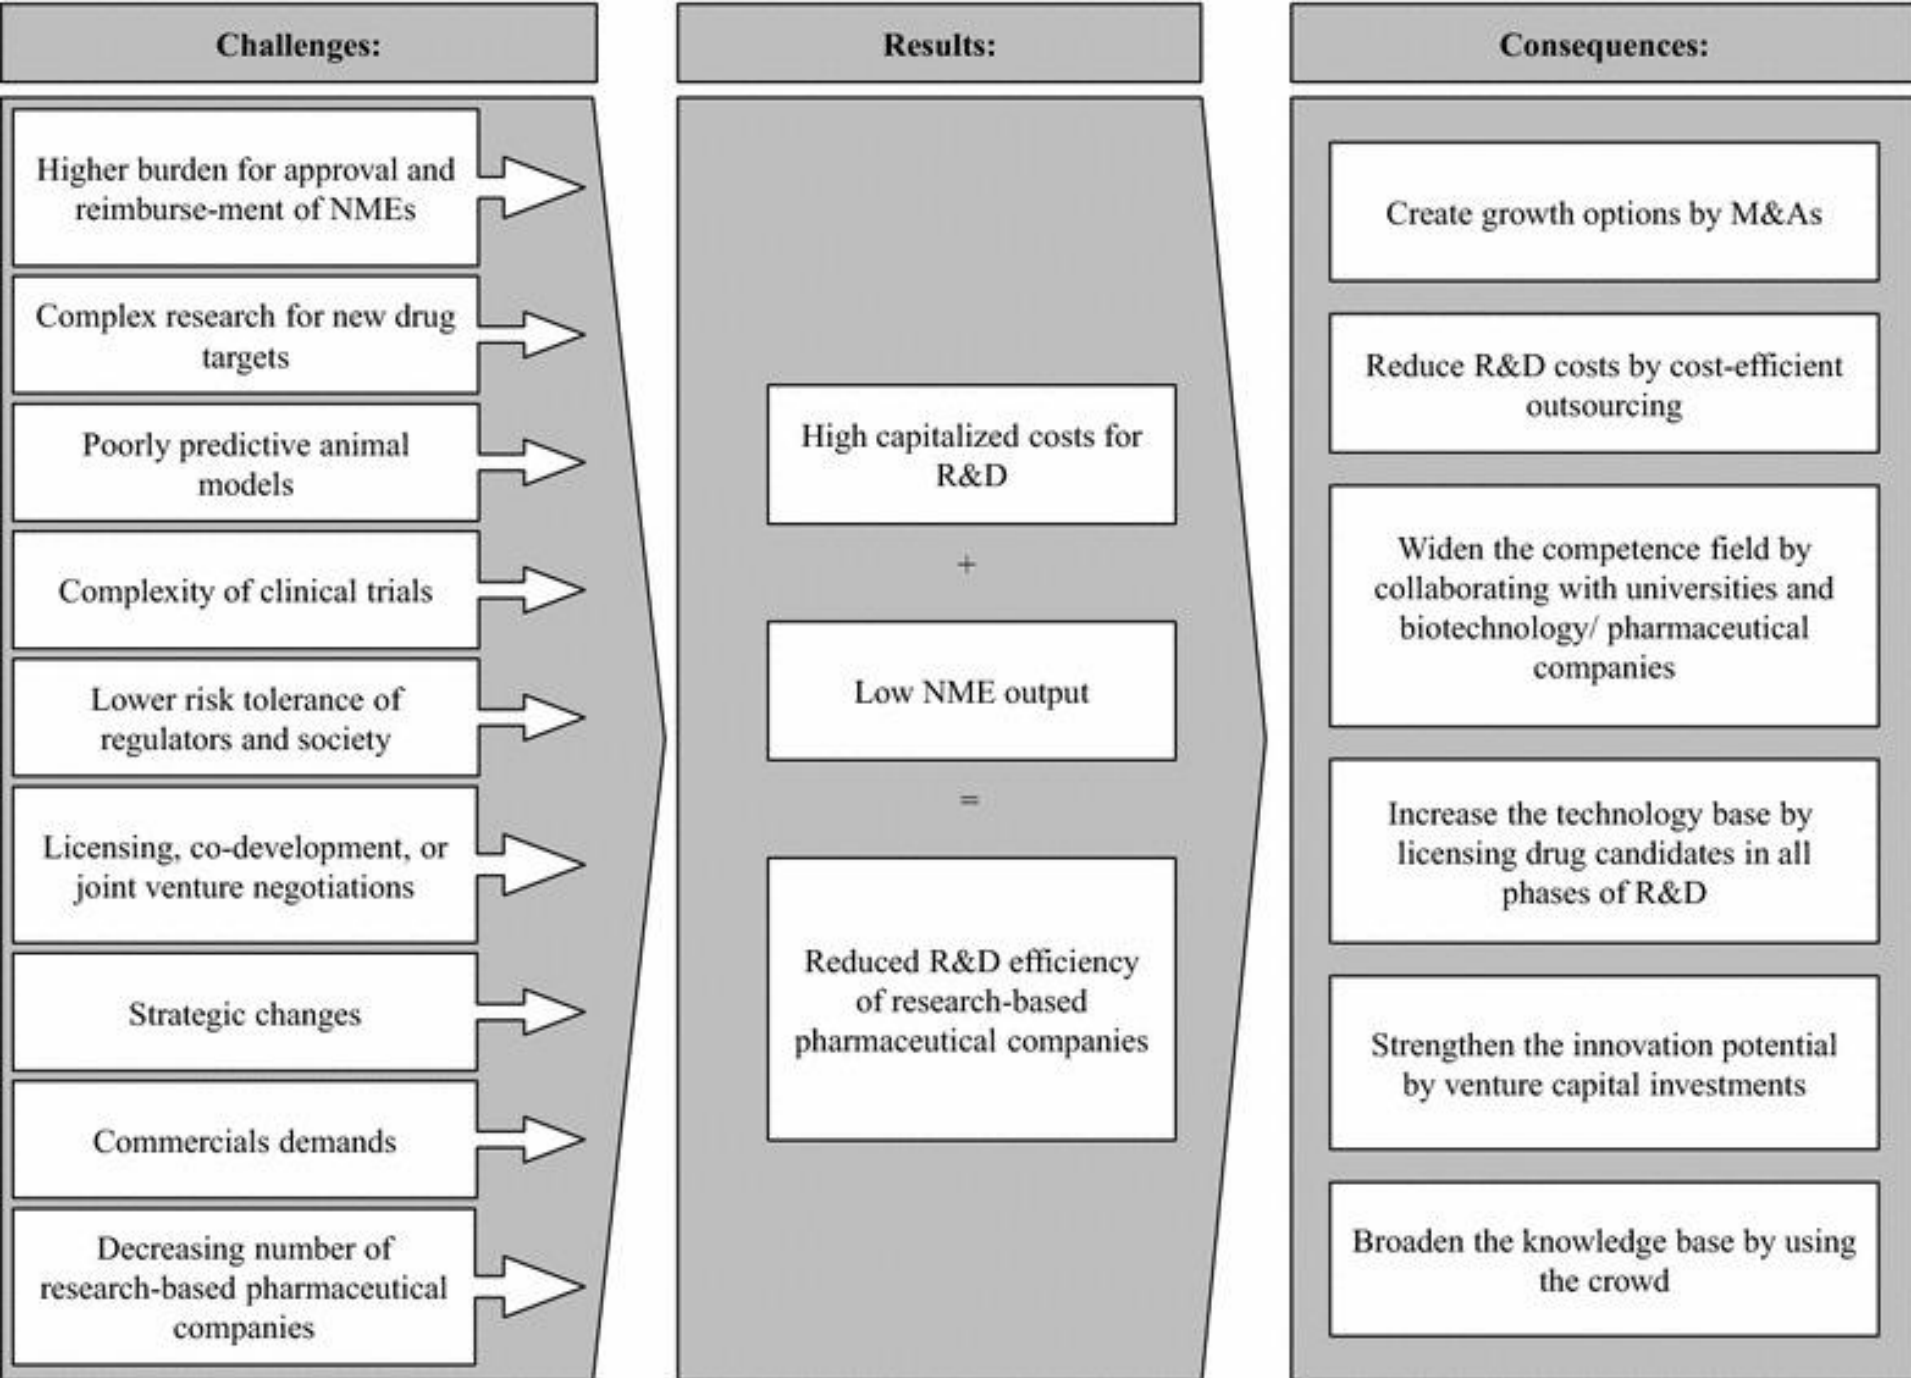 Challenges:
Higher burden for approval and
reimburse-ment of NMEs
Complex research for new drug
targets
Poorly predictive animal
models
Complexity of clinical trials
Lower risk tolerance of
regulators and society
Licensing, co-development, or
joint venture negotiations
Strategic changes
Commercials demands
Decreasing number of
research-based pharmaceutical
companies
Results:
High capitalized costs for
R&D
+
Low NME output
=
Reduced R&D efficiency
of research-based
pharmaceutical companies
Consequences:
Create growth options by M&As
Reduce R&D costs by cost-efficient
outsourcing
Widen the competence field by
collaborating with universities and
biotechnology/ pharmaceutical
companies
Increase the technology base by
licensing drug candidates in all
phases of R&D
Strengthen the innovation potential
by venture capital investments
Broaden the knowledge base by using
the crowd